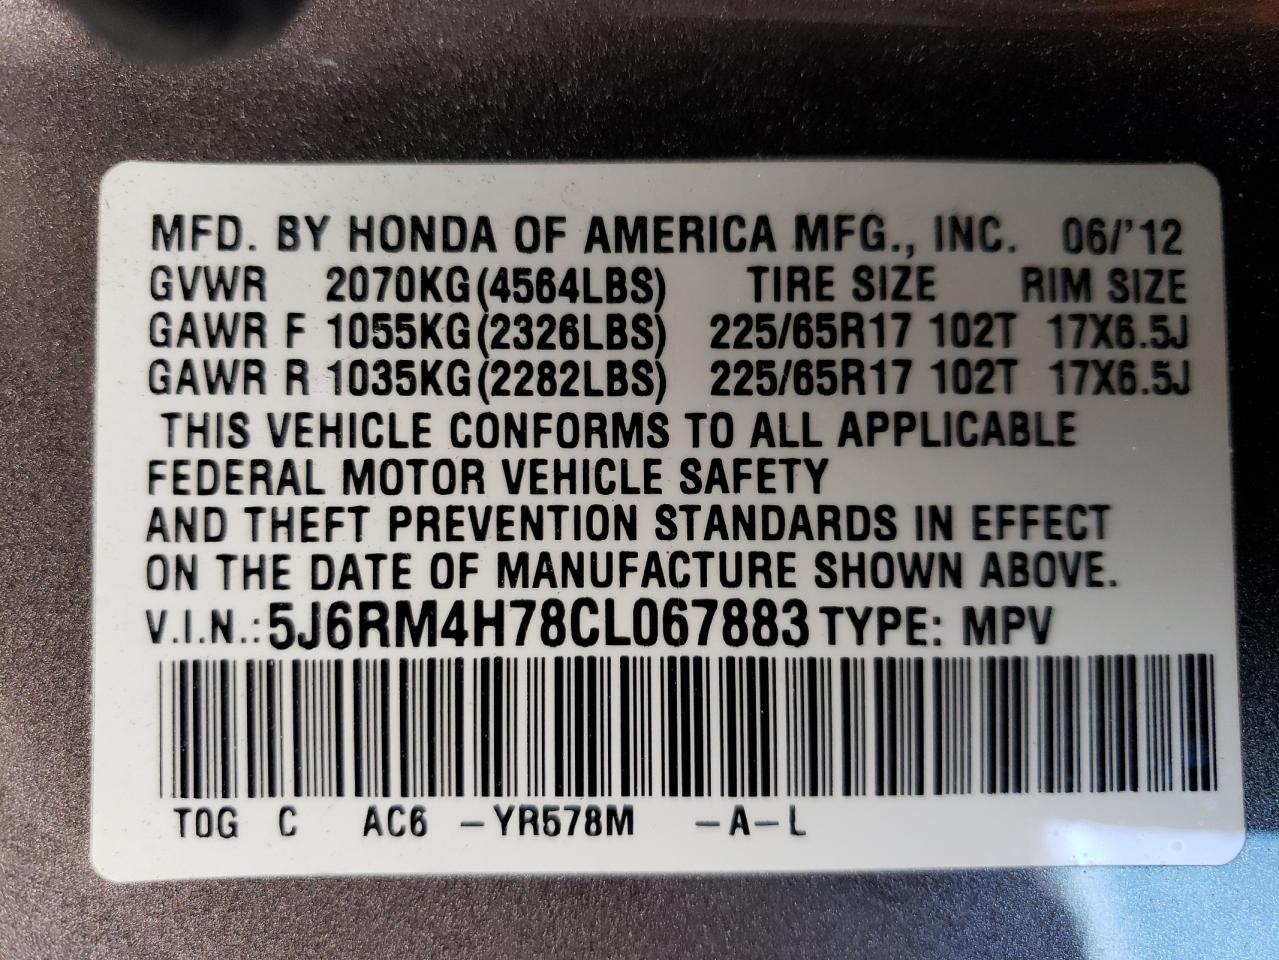 MFD. BY HONDA OF AMERICA MFG., INC. 06/'12
GVWR 2070KG(4564LBS) TIRE SIZE RIM SIZE
GAWR F 1055KG(2326LBS) 225/65R17 102T 17X6.5J
GAWR R 1035KG(2282LBS) 225/65R17 102T 17X6.5J
THIS VEHICLE CONFORMS TO ALL APPLICABLE
FEDERAL MOTOR VEHICLE SAFETY
AND THEFT PREVENTION STANDARDS IN EFFECT
ON THE DATE OF MANUFACTURE SHOWN ABOVE.
V.I.N.:5J6RM4H78CL067883 TYPE: MPV
TOG C AC6 -YR578M -A-L